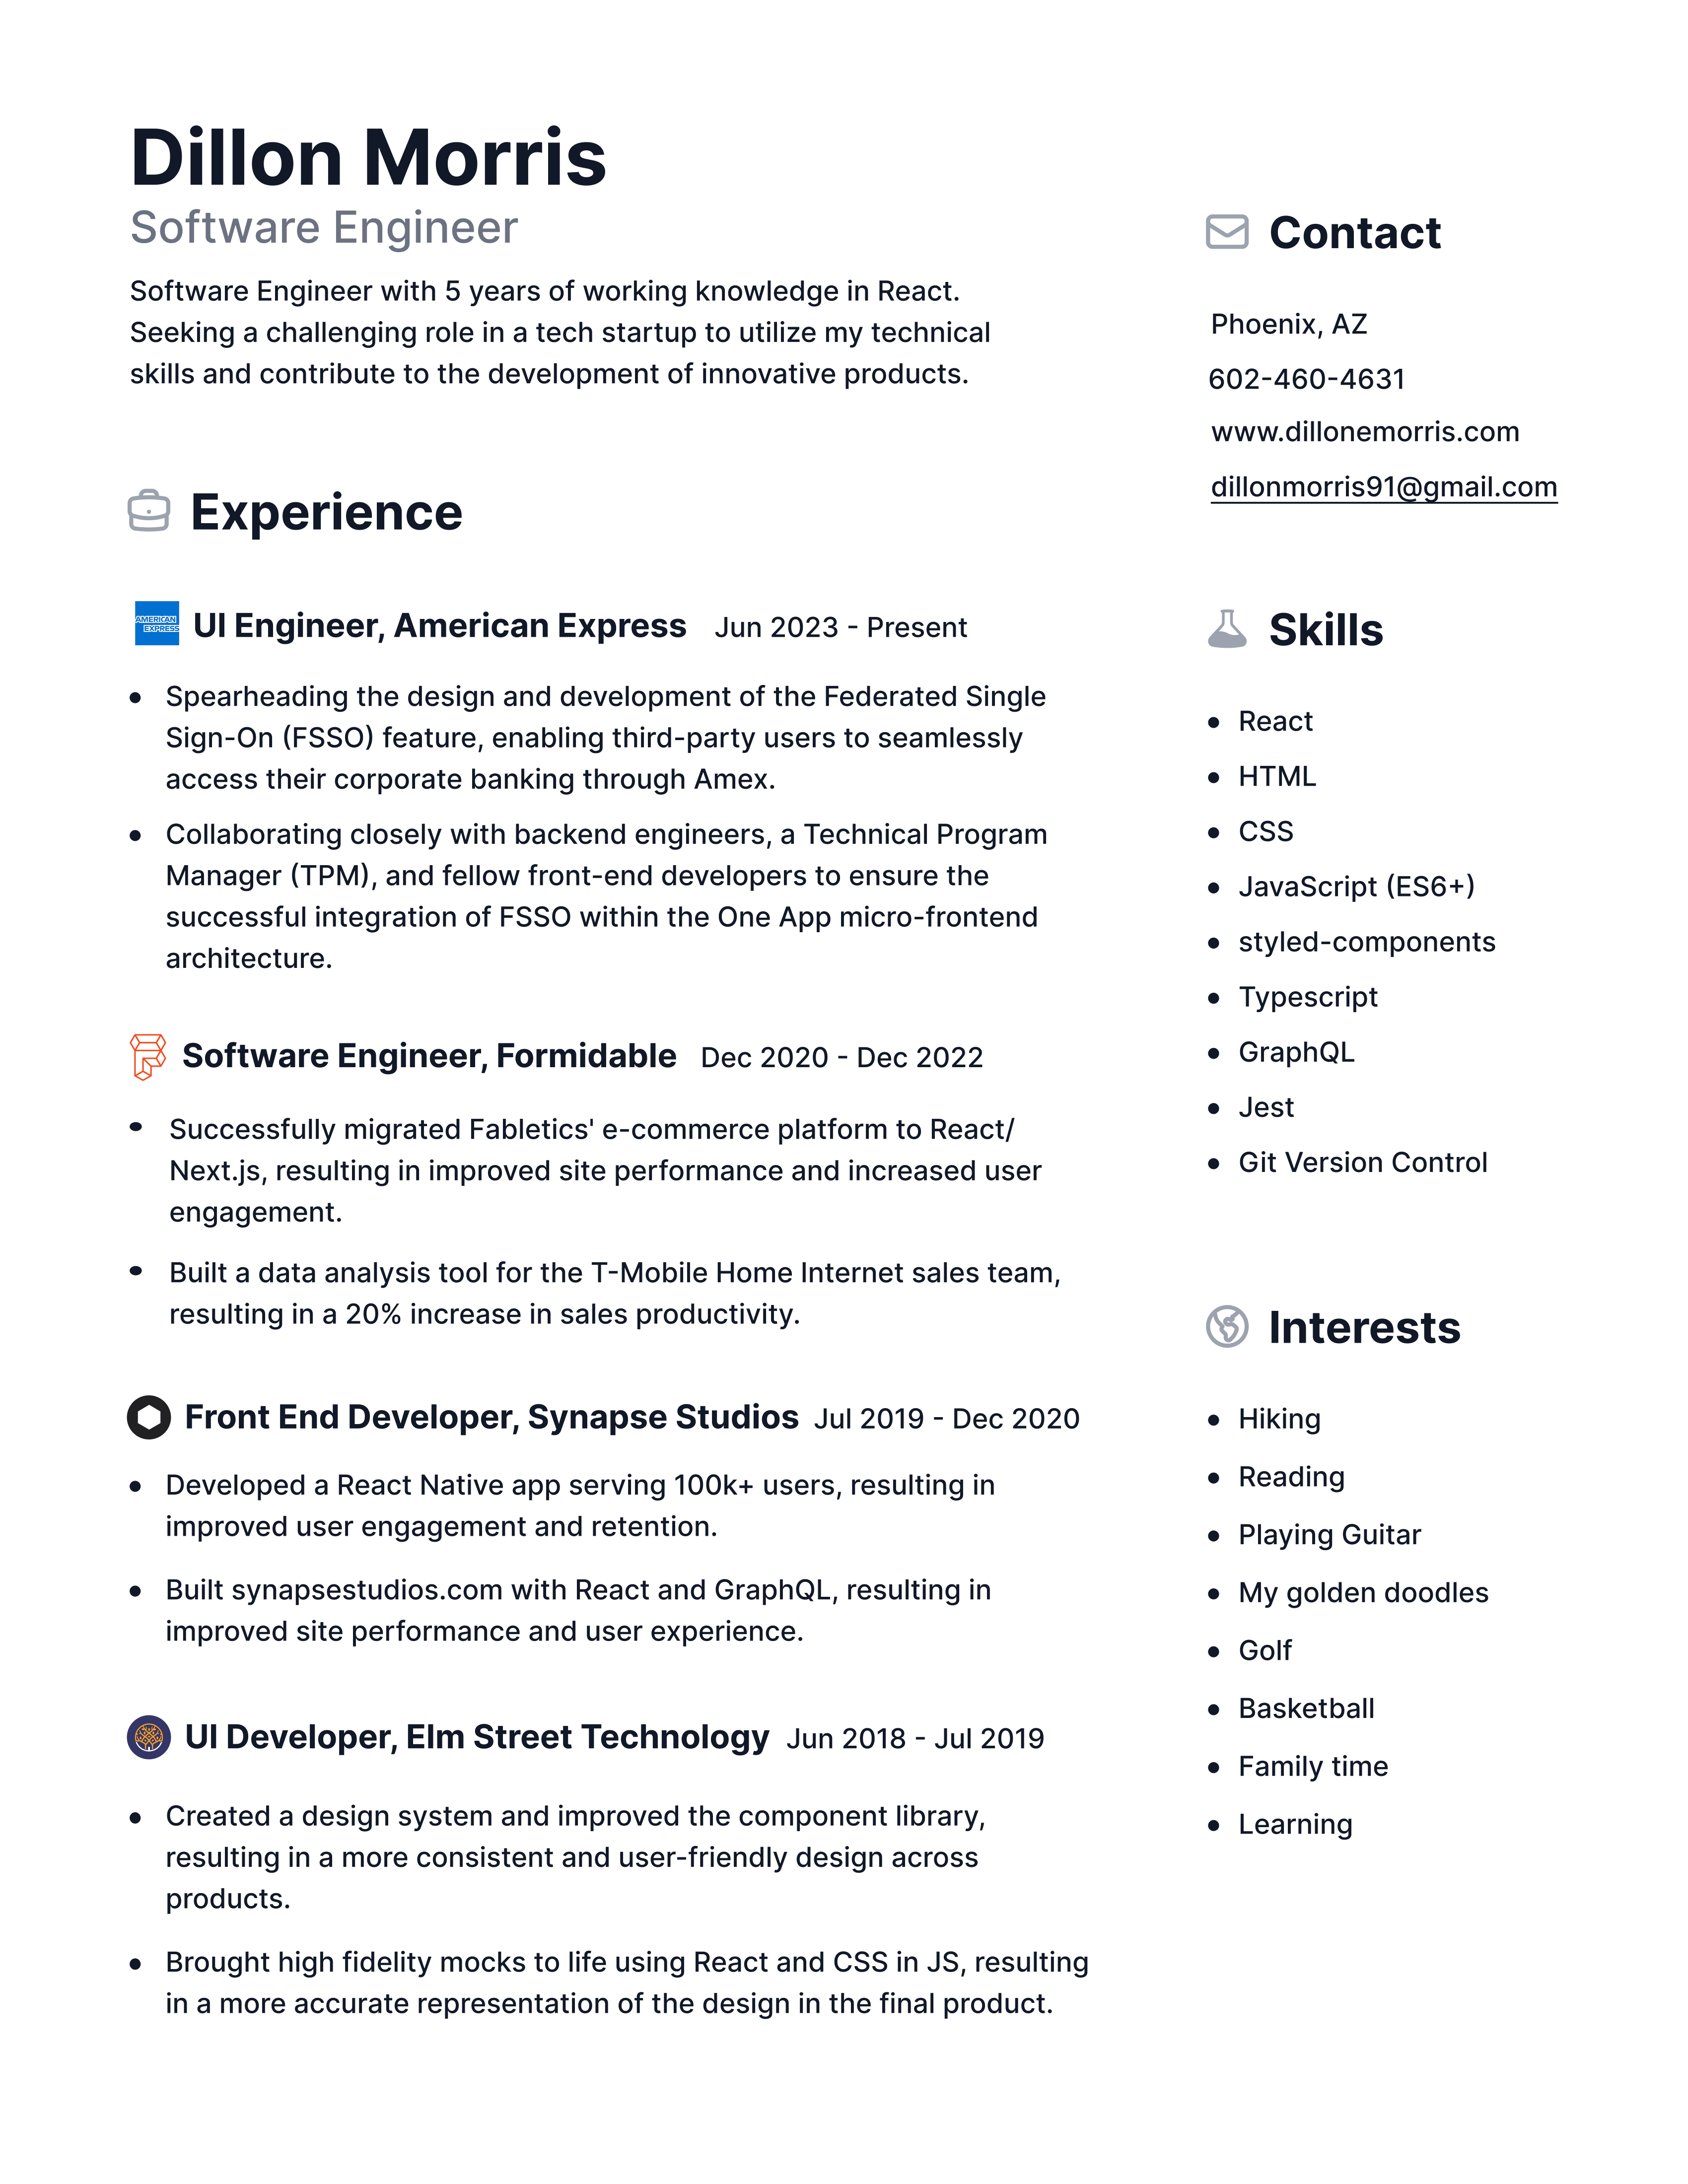 Dillon Morris
Software Engineer
Software Engineer with 5 years of working knowledge in React.
Seeking a challenging role in a tech startup to utilize my technical
skills and contribute to the development of innovative products.
Experience
AMERICAN
EXPRESS
UI Engineer, American Express Jun 2023 - Present
• Spearheading the design and development of the Federated Single
Sign-On (FSSO) feature, enabling third-party users to seamlessly
access their corporate banking through Amex.
• Collaborating closely with backend engineers, a Technical Program
Manager (TPM), and fellow front-end developers to ensure the
successful integration of FSSO within the One App micro-frontend
architecture.
Software Engineer, Formidable Dec 2020 - Dec 2022
• Successfully migrated Fabletics' e-commerce platform to React/
Next.js, resulting in improved site performance and increased user
engagement.
• Built a data analysis tool for the T-Mobile Home Internet sales team,
resulting in a 20% increase in sales productivity.
Front End Developer, Synapse Studios Jul 2019 - Dec 2020
• Developed a React Native app serving 100k+ users, resulting in
improved user engagement and retention.
• Built synapsestudios.com with React and GraphQL, resulting in
improved site performance and user experience.
UI Developer, Elm Street Technology Jun 2018 - Jul 2019
• Created a design system and improved the component library,
resulting in a more consistent and user-friendly design across
products.
• Brought high fidelity mocks to life using React and CSS in JS, resulting
in a more accurate representation of the design in the final product.
Contact
Phoenix, AZ
602-460-4631
www.dillonemorris.com
dillonmorris91@gmail.com
Skills
• React
• HTML
• CSS
• JavaScript (ES6+)
• styled-components
• Typescript
• GraphQL
• Jest
• Git Version Control
Interests
• Hiking
• Reading
• Playing Guitar
• My golden doodles
• Golf
• Basketball
• Family time
• Learning